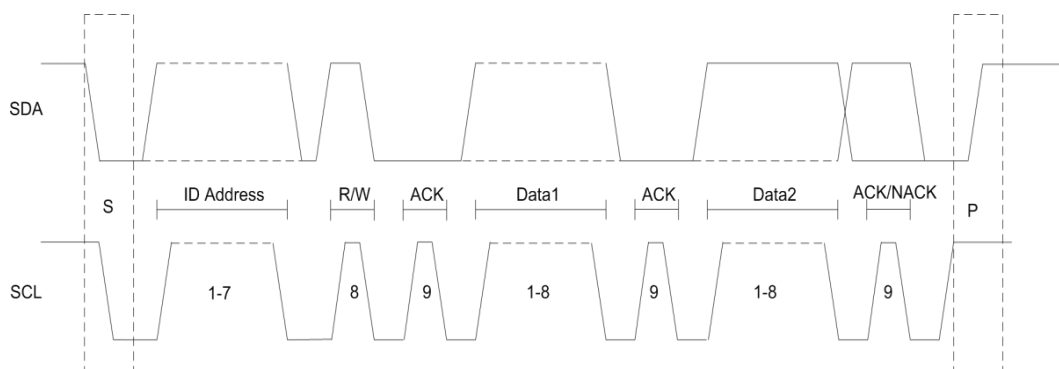 SDA
S
ID Address
R/W
ACK
Data1
ACK
Data2
ACK/NACK
P
SCL
1-7
8
9
1-8
9
1-8
9